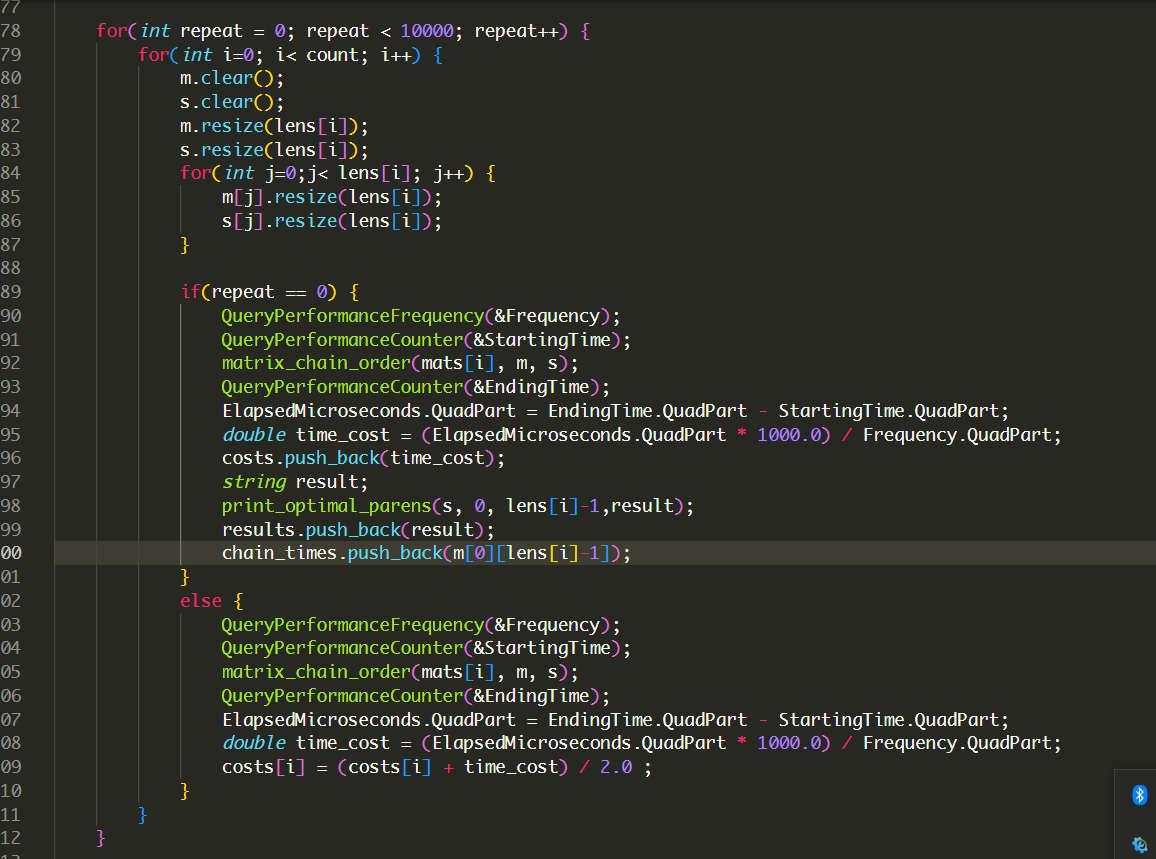 77
78 for(int repeat = 0; repeat < 10000; repeat++) {
79 for(int i=0; i< count; i++) {
80 m.clear();
81 s.clear();
82 m.resize(lens[i]);
83 s.resize(lens[i]);
84 for(int j=0;j< lens[i]; j++) {
85 m[j].resize(lens[i]);
86 s[j].resize(lens[i]);
87 }
88
89 if(repeat == 0) {
90 QueryPerformanceFrequency(&Frequency);
91 QueryPerformanceCounter(&StartingTime);
92 matrix_chain_order(mats[i], m, s);
93 QueryPerformanceCounter(&EndingTime);
94 ElapsedMicroseconds.QuadPart = EndingTime.QuadPart - StartingTime.QuadPart;
95 double time_cost = (ElapsedMicroseconds.QuadPart * 1000.0) / Frequency.QuadPart;
96 costs.push_back(time_cost);
97 string result;
98 print_optimal_parens(s, 0, lens[i]-1,result);
99 results.push_back(result);
00 chain_times.push_back(m[0][lens[i]-1]);
01 }
02 else {
03 QueryPerformanceFrequency(&Frequency);
04 QueryPerformanceCounter(&StartingTime);
05 matrix_chain_order(mats[i], m, s);
06 QueryPerformanceCounter(&EndingTime);
07 ElapsedMicroseconds.QuadPart = EndingTime.QuadPart - StartingTime.QuadPart;
08 double time_cost = (ElapsedMicroseconds.QuadPart * 1000.0) / Frequency.QuadPart;
09 costs[i] = (costs[i] + time_cost) / 2.0 ;
10 }
11 }
12 }